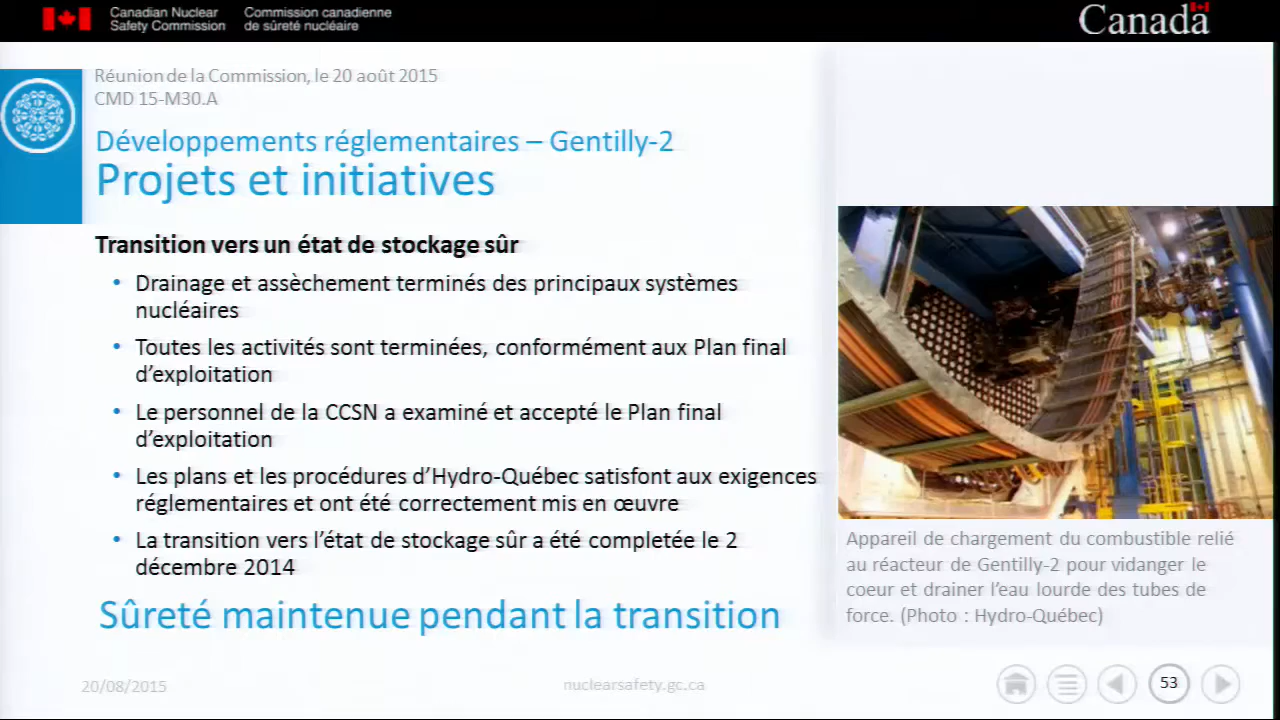 Canadian Nuclear
Safety Commission
Commission canadienne
de sûreté nucléaire
Canada
Réunion de la Commission, le 20 août 2015
CMD 15-M30.A
Développements réglementaires – Gentilly-2
Projets et initiatives
Transition vers un état de stockage sûr
• Drainage et assèchement terminés des principaux systèmes
nucléaires
• Toutes les activités sont terminées, conformément aux Plan final
d’exploitation
• Le personnel de la CCSN a examiné et accepté le Plan final
d’exploitation
• Les plans et les procédures d’Hydro-Québec satisfont aux exigences
réglementaires et ont été correctement mis en œuvre
• La transition vers l’état de stockage sûr a été completée le 2
décembre 2014
Sûreté maintenue pendant la transition
Appareil de chargement du combustible relié
au réacteur de Gentilly-2 pour vidanger le
coeur et drainer l’eau lourde des tubes de
force. (Photo : Hydro-Québec)
20/08/2015
nuclearsafety.gc.ca
53